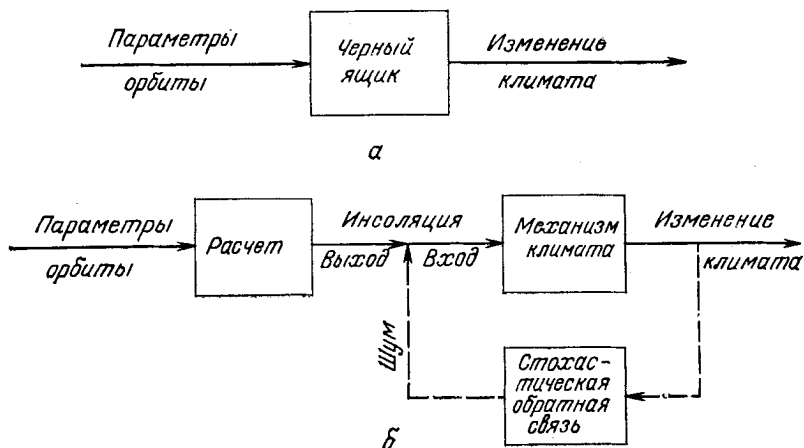 Параметры
орбиты
Черный
ящик
Изменение
климата
а
Параметры
орбиты
Расчет
Инсоляция
Выход
Вход
Механизм
климата
Изменение
климата
Шум
Стохас-
тическая
обратная
связь
б